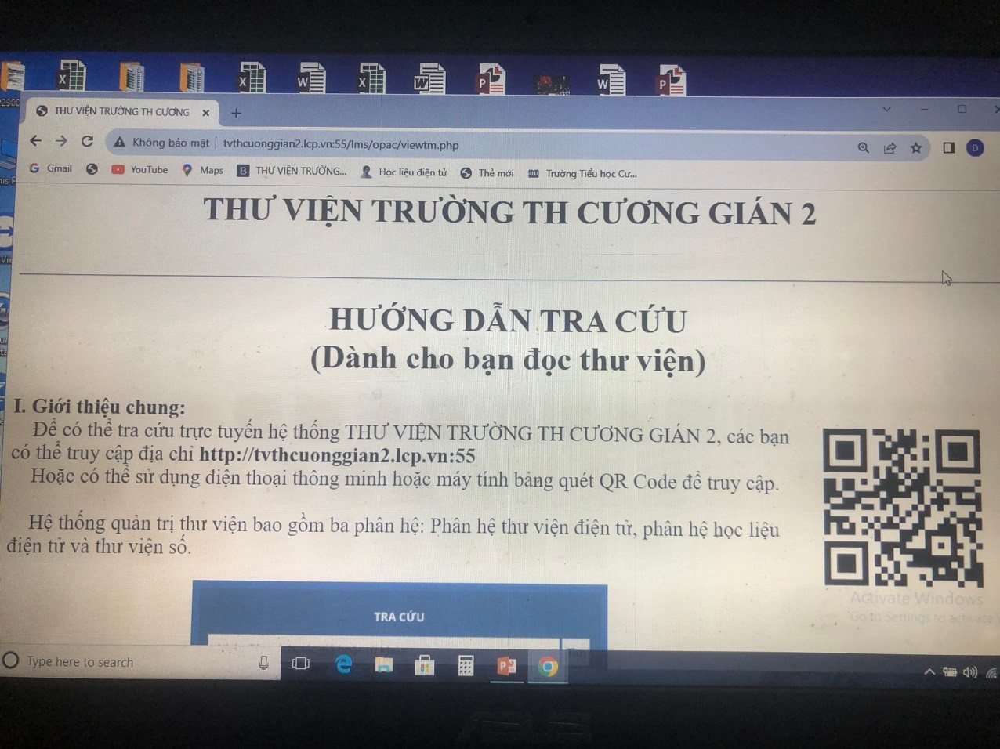 THƯ VIỆN TRƯỜNG TH CƯƠNG
Không bảo mật
tvthcuonggian2.lcp.vn:55/lms/opac/viewtm.php
D
Gmail
YouTube
Maps
THƯ VIỆN TRƯỜNG...
Học liệu điện tử
Thẻ mới
Trường Tiểu học Cư...
THƯ VIỆN TRƯỜNG TH CƯƠNG GIÁN 2
HƯỚNG DẪN TRA CỨU
(Dành cho bạn đọc thư viện)
I. Giới thiệu chung:
Để có thể tra cứu trực tuyến hệ thống THƯ VIỆN TRƯỜNG TH CƯƠNG GIÁN 2, các bạn
có thể truy cập địa chỉ http://tvthcuonggian2.lcp.vn:55
Hoặc có thể sử dụng điện thoại thông minh hoặc máy tính bảng quét QR Code để truy cập.
Hệ thống quản trị thư viện bao gồm ba phân hệ: Phân hệ thư viện điện tử, phân hệ học liệu
điện tử và thư viện số.
TRA CỨU
Activate Windows
Go to Settings to activate
Type here to search